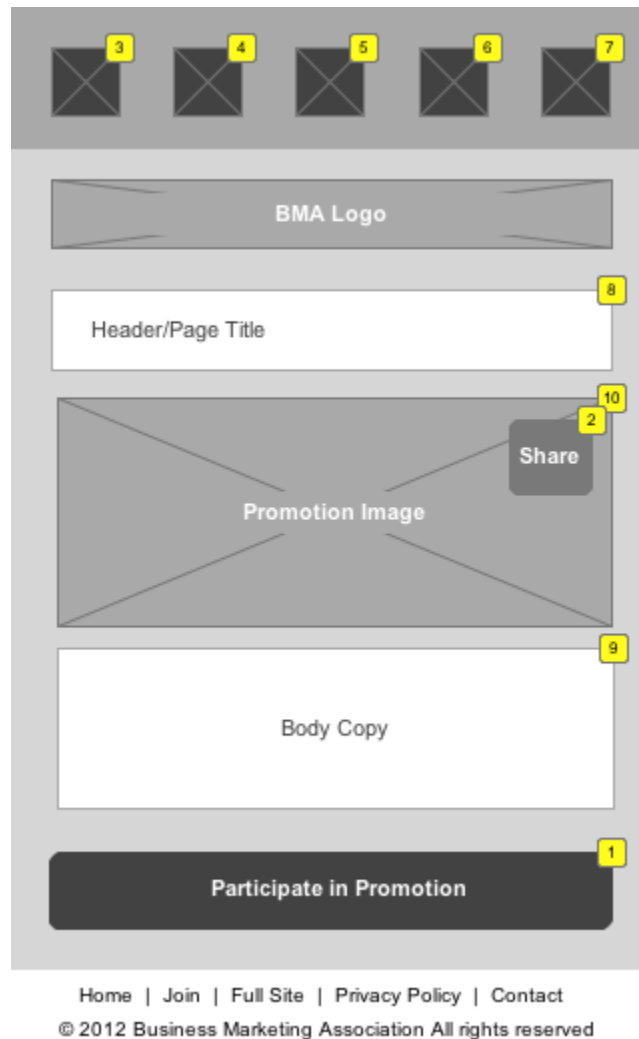 3 4 5 6 7
BMA Logo
8
Header/Page Title
10
2
Share
Promotion Image
9
Body Copy
1
Participate in Promotion
Home | Join | Full Site | Privacy Policy | Contact
© 2012 Business Marketing Association All rights reserved